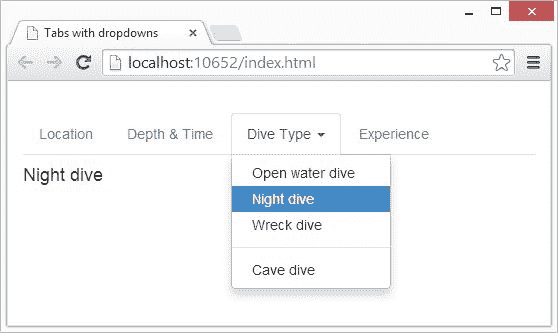 Tabs with dropdowns
localhost:10652/index.html
Location Depth & Time Dive Type Experience
Night dive
Open water dive
Night dive
Wreck dive
Cave dive